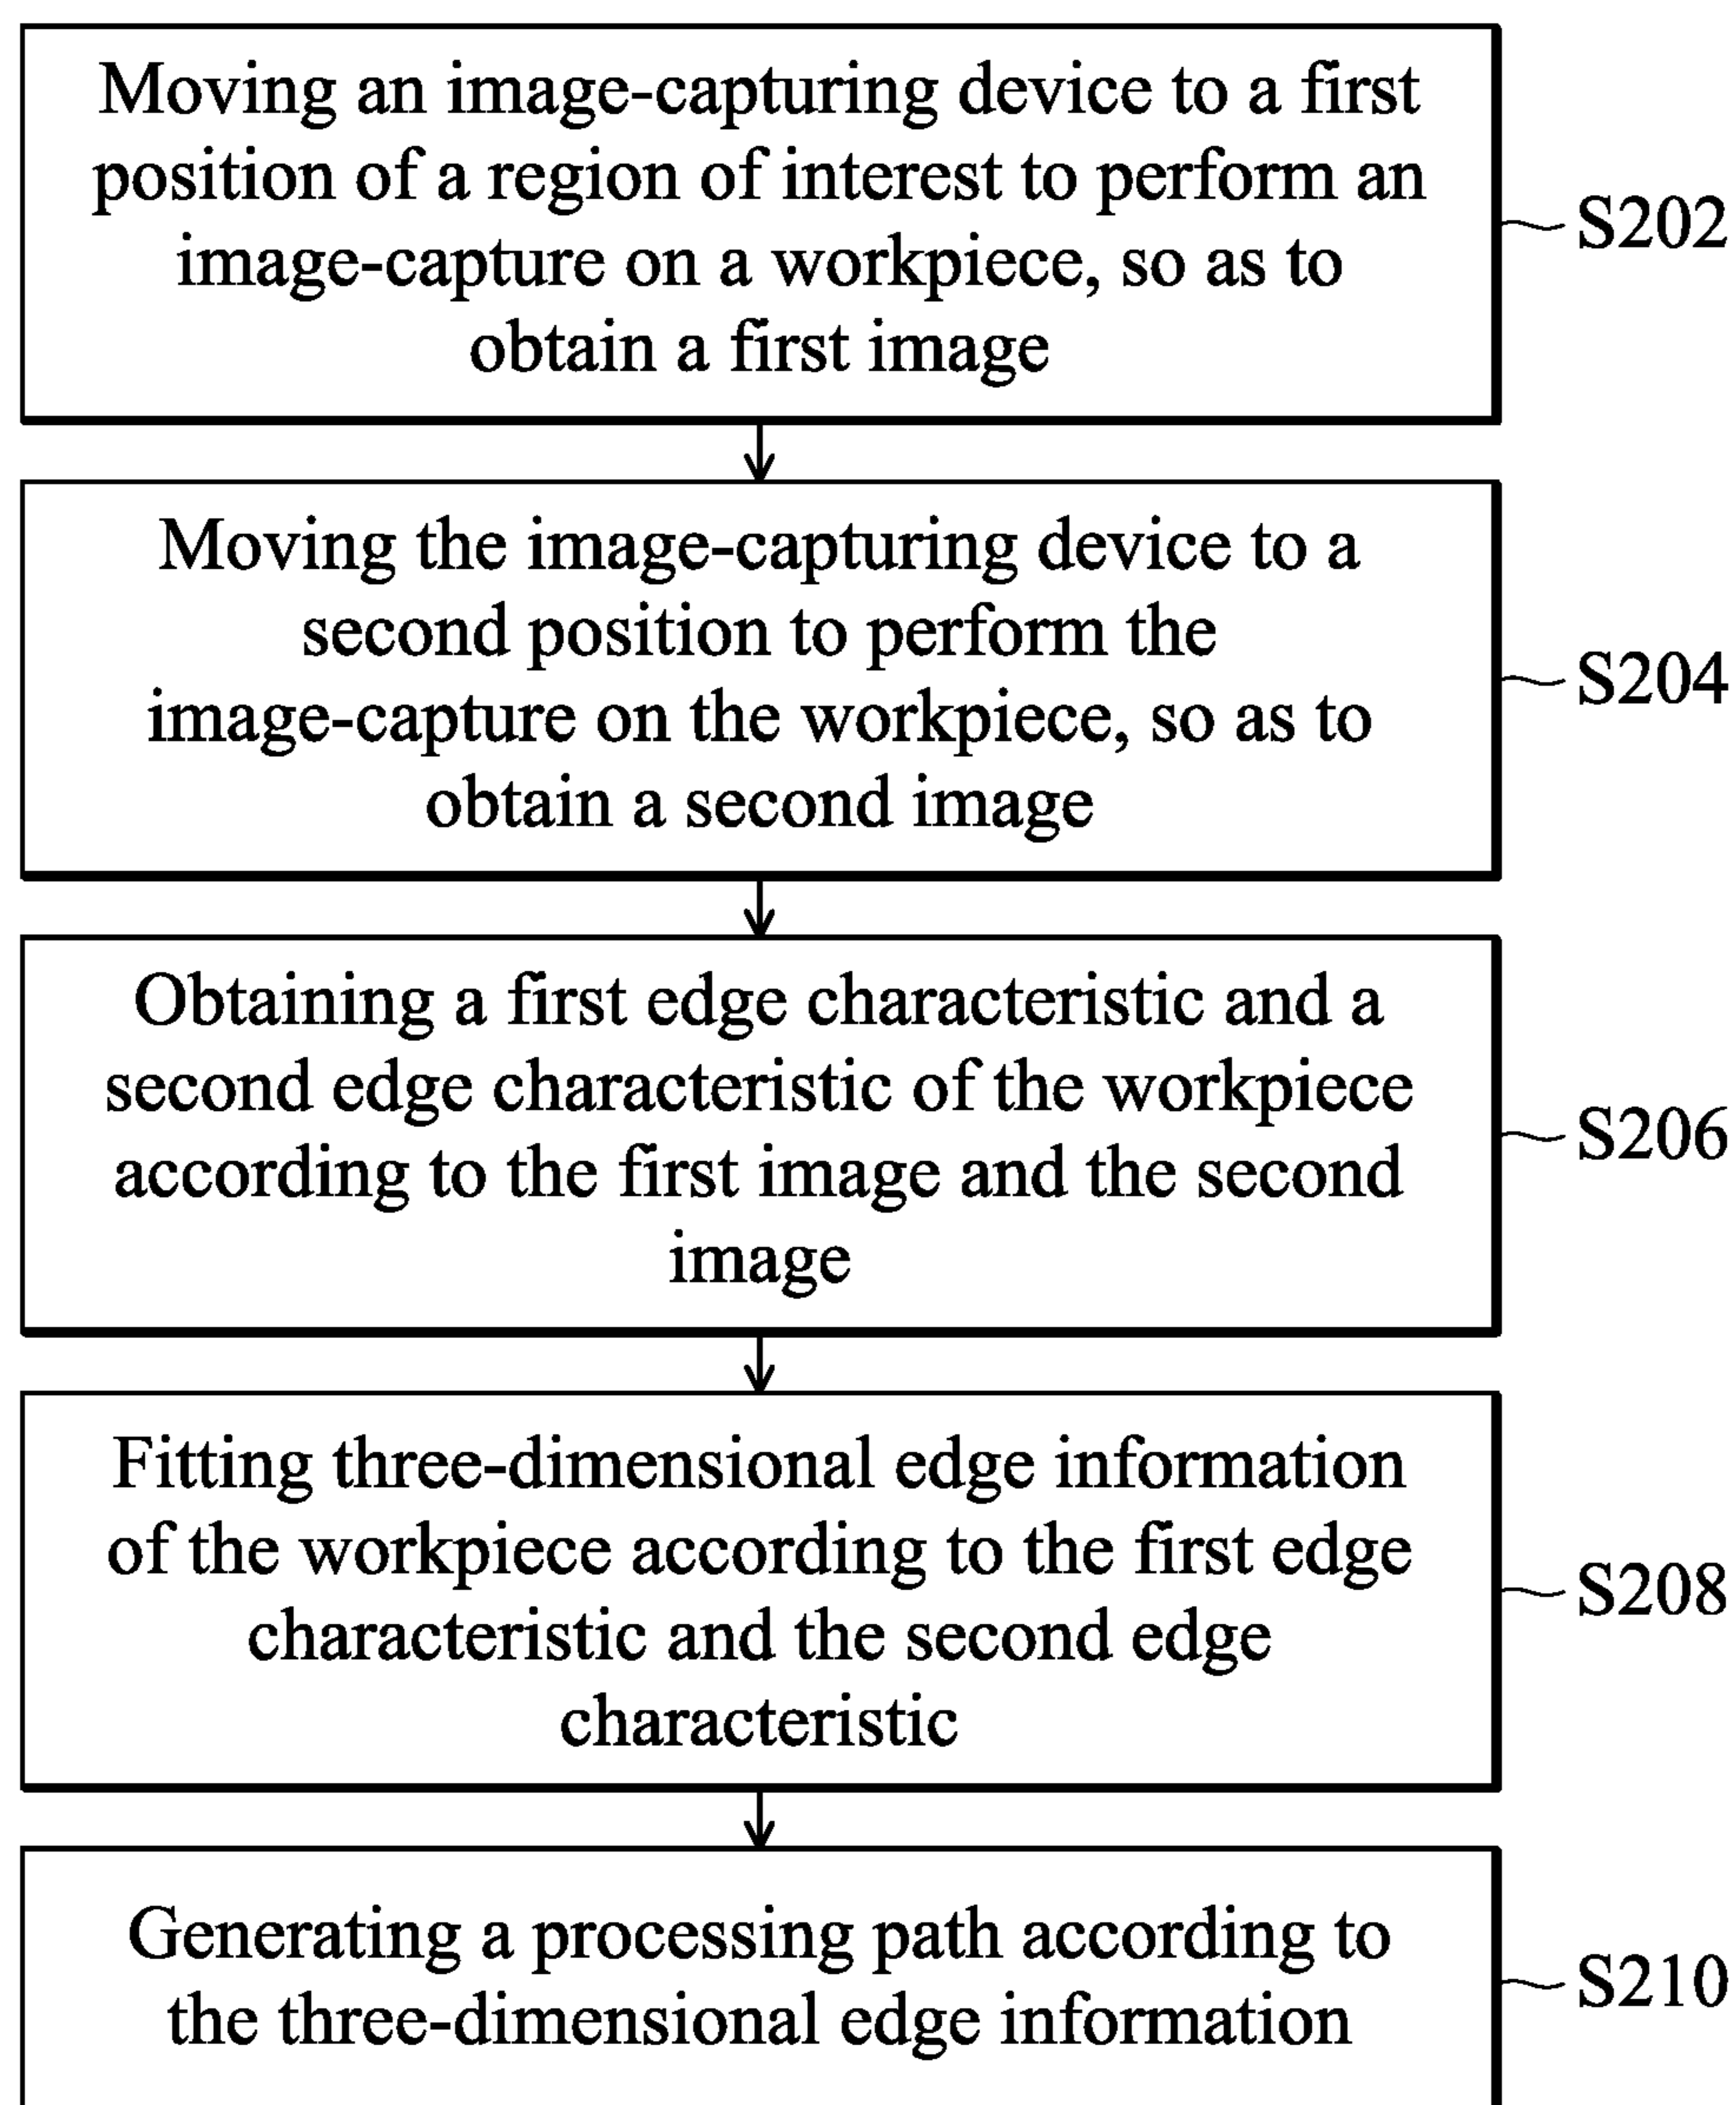 Moving an image-capturing device to a first
position of a region of interest to perform an
image-capture on a workpiece, so as to
obtain a first image
S202
Moving the image-capturing device to a
second position to perform the
image-capture on the workpiece, so as to
obtain a second image
S204
Obtaining a first edge characteristic and a
second edge characteristic of the workpiece
according to the first image and the second
image
S206
Fitting three-dimensional edge information
of the workpiece according to the first edge
characteristic and the second edge
characteristic
S208
Generating a processing path according to
the three-dimensional edge information
S210